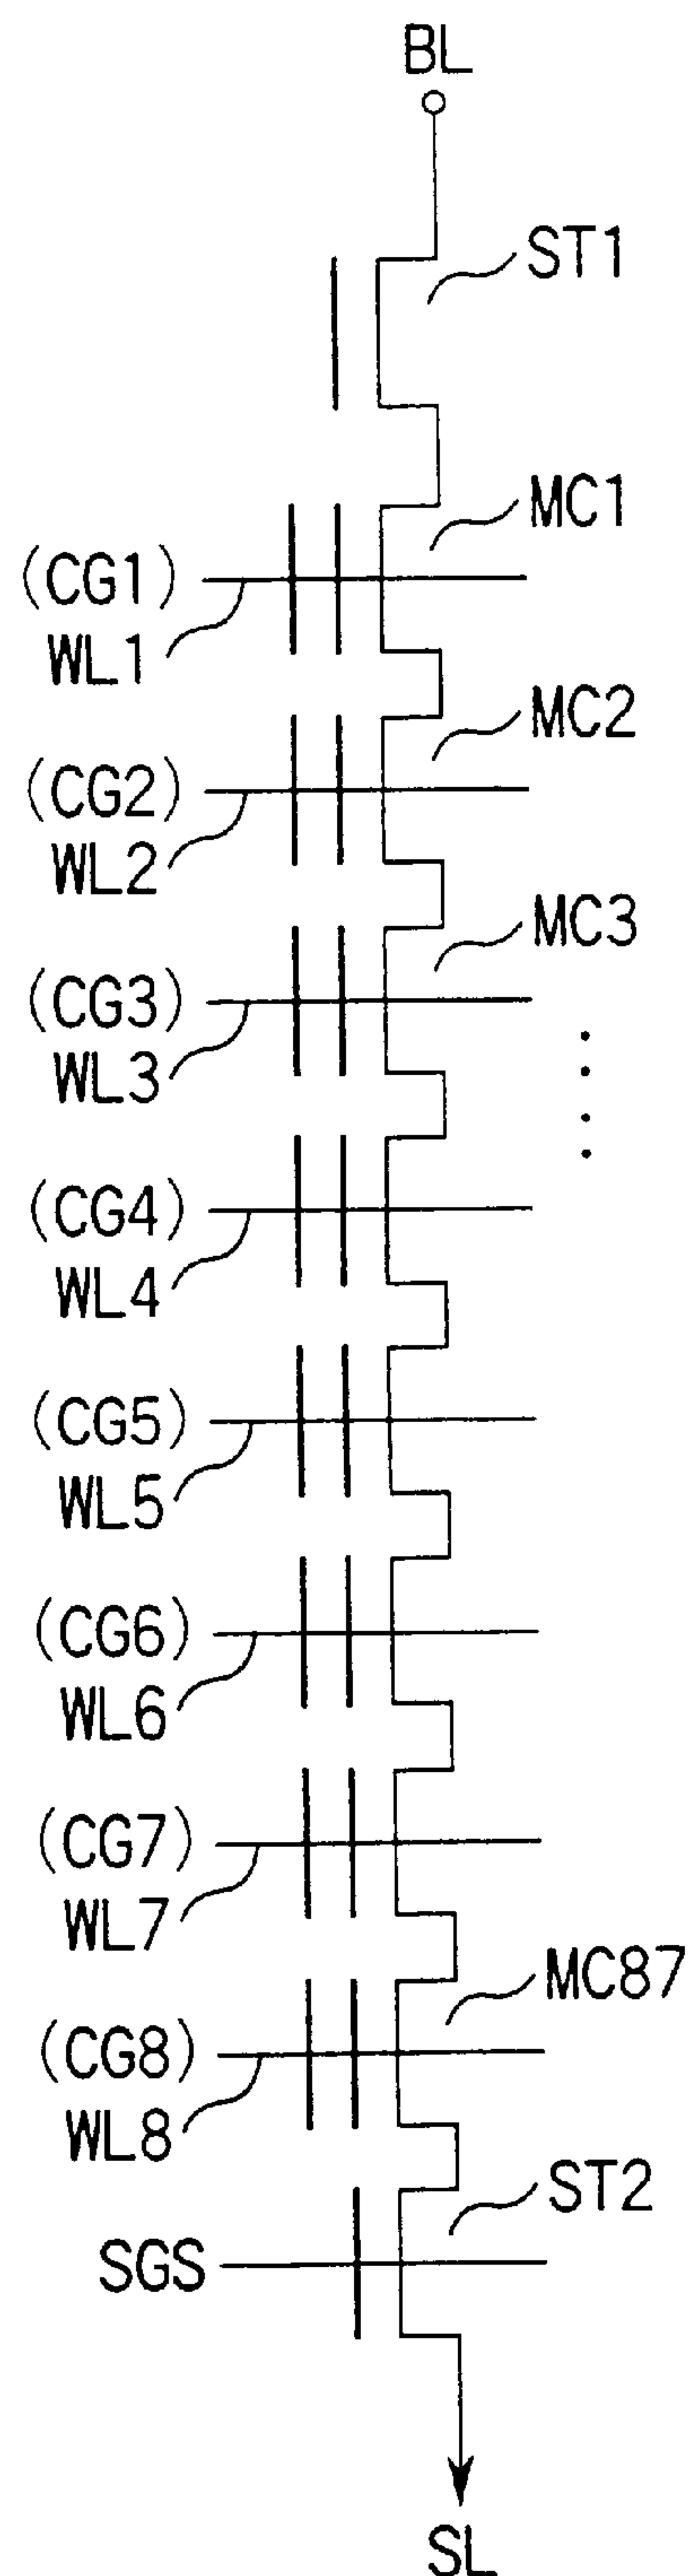 BL
ST1
MC1
(CG1)
WL1
MC2
(CG2)
WL2
MC3
(CG3)
WL3
(CG4)
WL4
(CG5)
WL5
(CG6)
WL6
(CG7)
WL7
MC87
(CG8)
WL8
ST2
SGS
SL